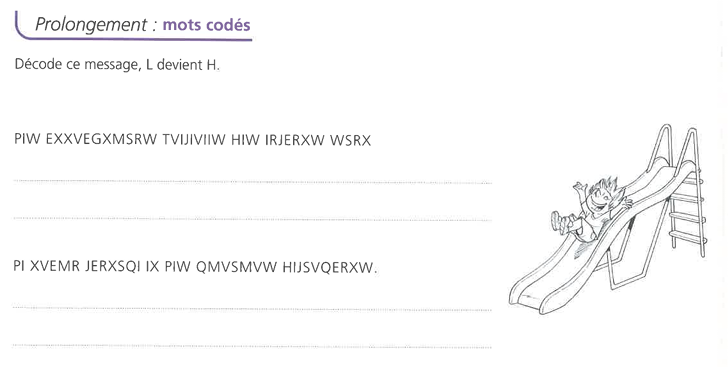 Prolongement : mots codés
Décode ce message, L devient H.
PIW EXXVEGXMSRW TVIJIVIIW HIW IRJERXW WSRX
PI XVEMR JERXSQI IX PIW QMVSMVW HIJSVQERXW.